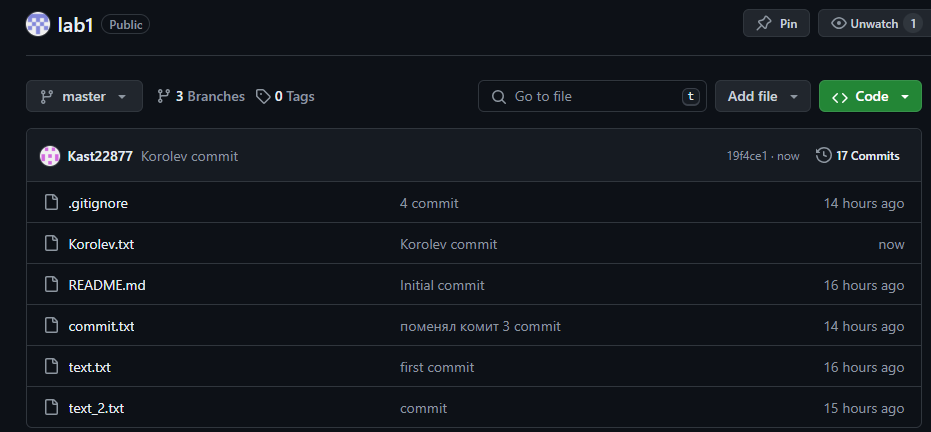 lab1 Public Pin Unwatch 1
master 3 Branches 0 Tags Go to file t Add file Code
Kast22877 Korolev commit 19f4ce1 · now 17 Commits
.gitignore 4 commit 14 hours ago
Korolev.txt Korolev commit now
README.md Initial commit 16 hours ago
commit.txt поменял комит 3 commit 14 hours ago
text.txt first commit 16 hours ago
text_2.txt commit 15 hours ago